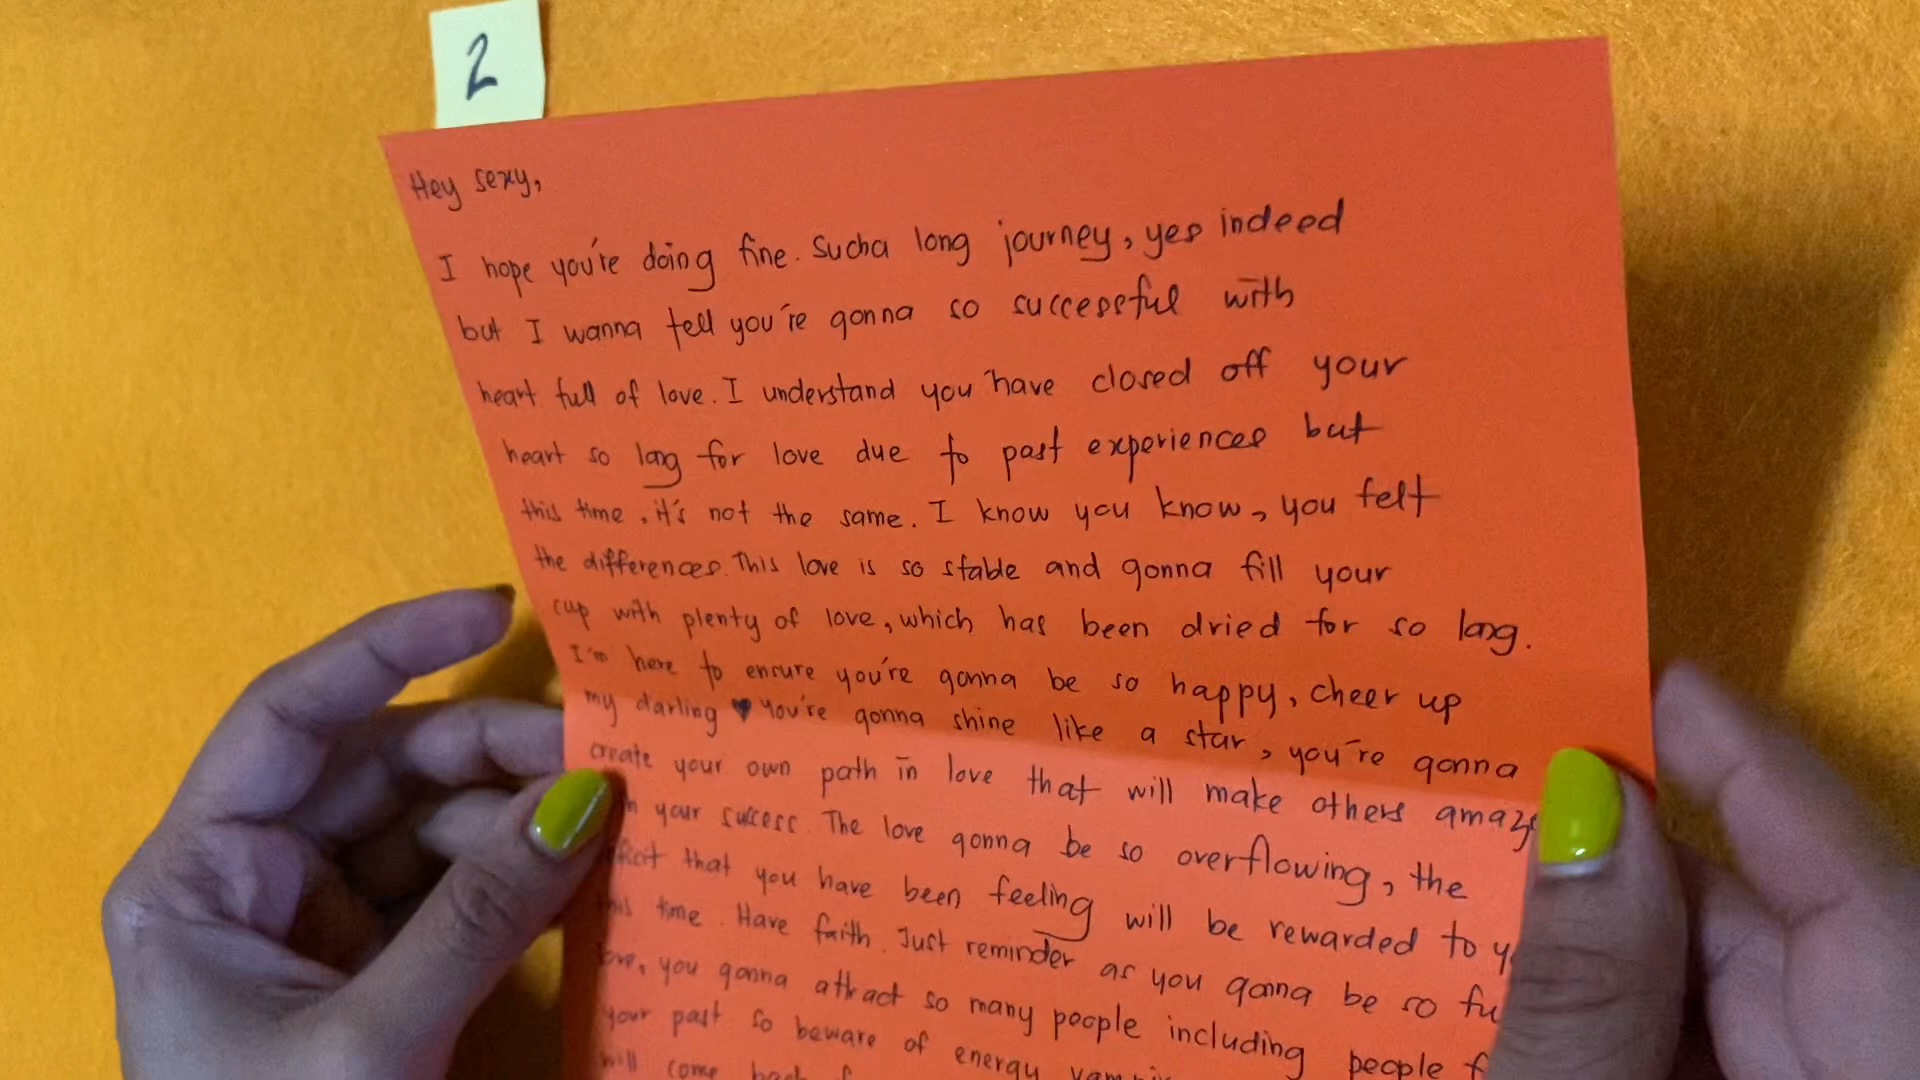 2
Hey sexy,
I hope you're doing fine. Sucha long journey, yes indeed
but I wanna tell you're gonna so successful with
heart full of love. I understand you have closed off your
heart so long for love due to past experiences but
this time, it's not the same. I know you know, you felt
the differences. This love is so stable and gonna fill your
cup with plenty of love, which has been dried for so long.
I'm here to ensure you're gonna be so happy, cheer up
my darling ♥ You're gonna shine like a star, you're gonna
create your own path in love that will make others
your success. The love gonna be so overflowing, the
that you have been feeling will be rewarded to
this time. Have faith. Just reminder as you gonna be so
love, you gonna attract so many people including people
your past so beware of energy
will come back